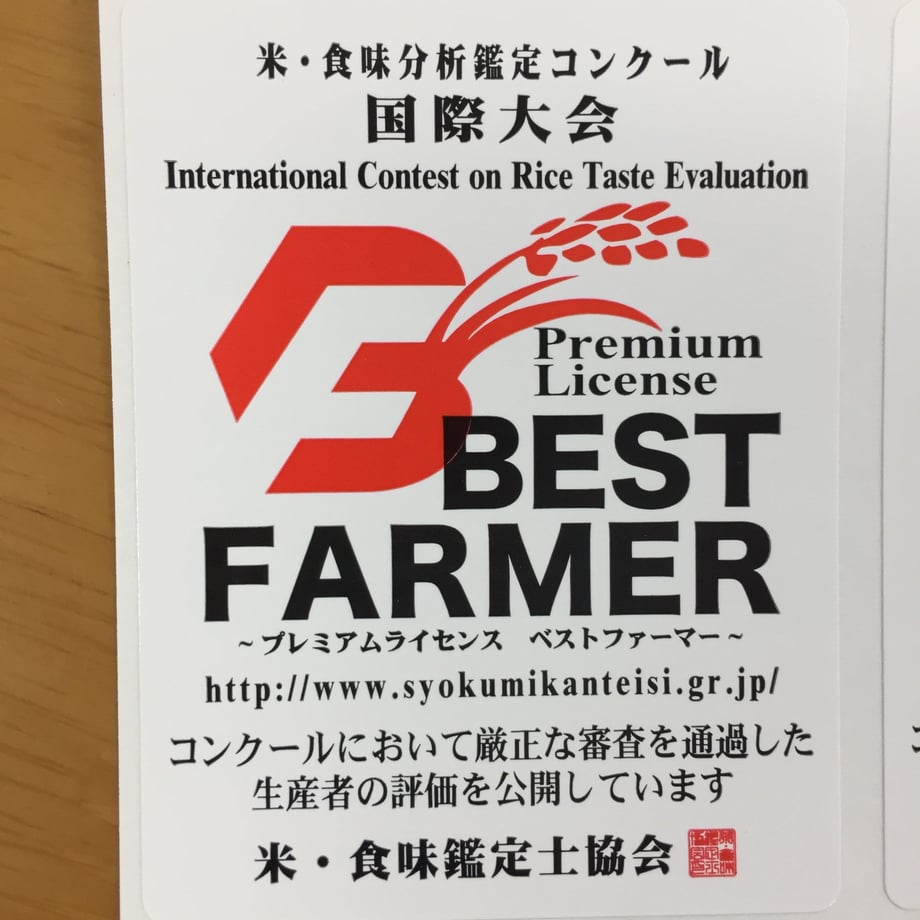 米・食味分析鑑定コンクール
国際大会
International Contest on Rice Taste Evaluation
Premium
License
BEST
FARMER
~プレミアムライセンス ベストファーマー~
http://www.syokumikanteisi.gr.jp/
コンクールにおいて厳正な審査を通過した
生産者の評価を公開しています
米・食味鑑定士協会